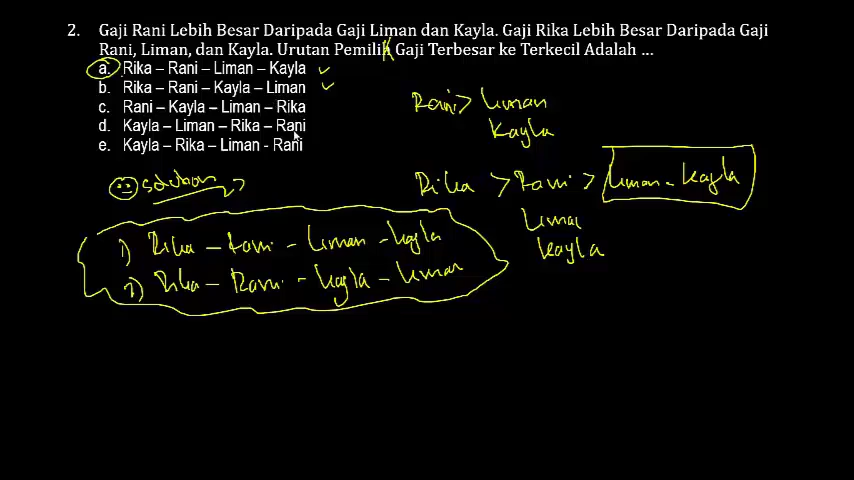 2. Gaji Rani Lebih Besar Daripada Gaji Liman dan Kayla. Gaji Rika Lebih Besar Daripada Gaji
Rani, Liman, dan Kayla. Urutan Pemilik Gaji Terbesar ke Terkecil Adalah ...
a. Rika – Rani – Liman – Kayla
b. Rika – Rani – Kayla – Liman
c. Rani – Kayla – Liman – Rika
d. Kayla – Liman – Rika – Rani
e. Kayla – Rika – Liman - Rani
Rani > Liman
Kayla
Rika > Rani > Liman - Kayla
Liman
Kayla
solution
1) Rika – Rani – Liman – Kayla
2) Rika – Rani – Kayla – Liman